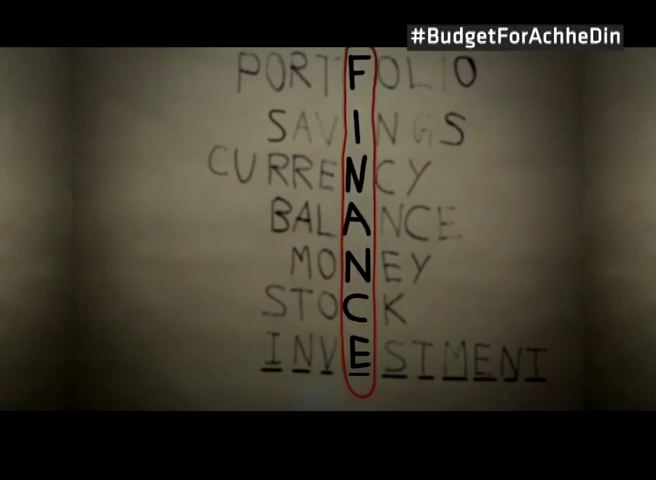 #BudgetForAchheDin
PORTFOLIO
SAVINGS
CURRENCY
BALANCE
MONEY
STOCK
INVESTMENT